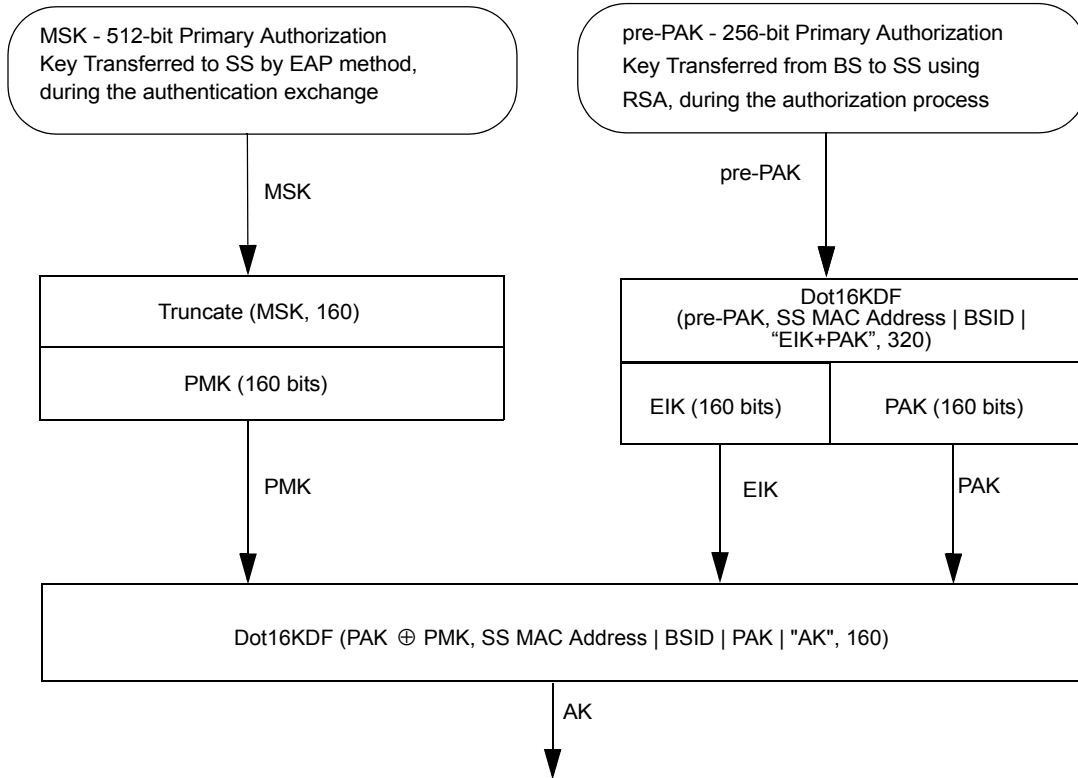 MSK - 512-bit Primary Authorization
Key Transferred to SS by EAP method,
during the authentication exchange
pre-PAK - 256-bit Primary Authorization
Key Transferred from BS to SS using
RSA, during the authorization process
MSK
pre-PAK
Truncate (MSK, 160)
PMK (160 bits)
Dot16KDF
(pre-PAK, SS MAC Address | BSID |
“EIK+PAK”, 320)
EIK (160 bits)
PAK (160 bits)
PMK
EIK
PAK
Dot16KDF (PAK ⊕ PMK, SS MAC Address | BSID | PAK | "AK", 160)
AK